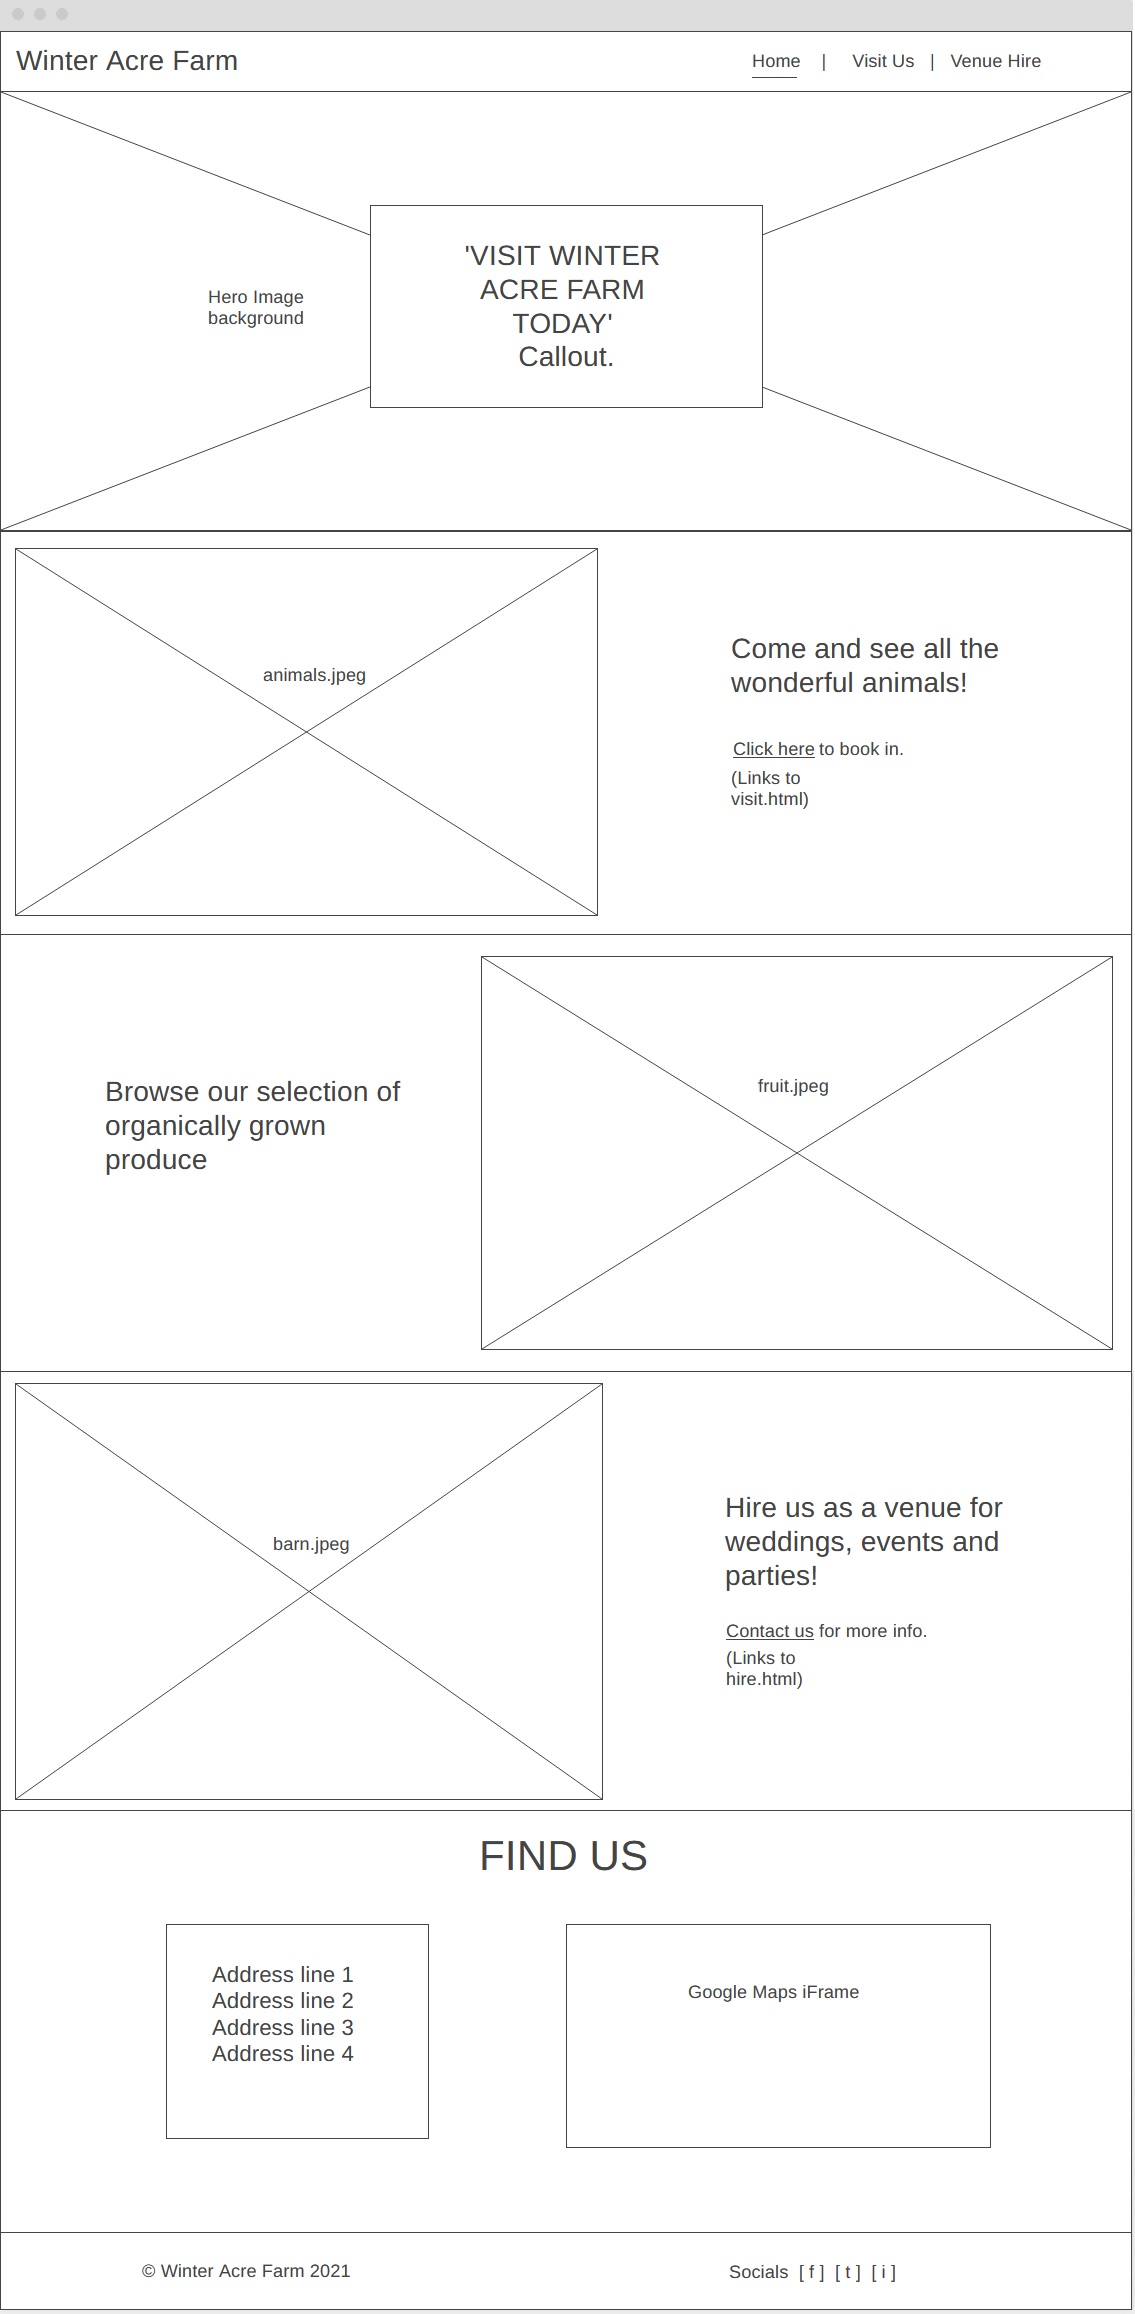 Winter Acre Farm
Home | Visit Us | Venue Hire
'VISIT WINTER
ACRE FARM
TODAY'
Callout.
Hero Image
background
animals.jpeg
Come and see all the
wonderful animals!
Click here to book in.
(Links to
visit.html)
Browse our selection of
organically grown
produce
fruit.jpeg
barn.jpeg
Hire us as a venue for
weddings, events and
parties!
Contact us for more info.
(Links to
hire.html)
FIND US
Address line 1
Address line 2
Address line 3
Address line 4
Google Maps iFrame
© Winter Acre Farm 2021
Socials [ f ] [ t ] [ i ]